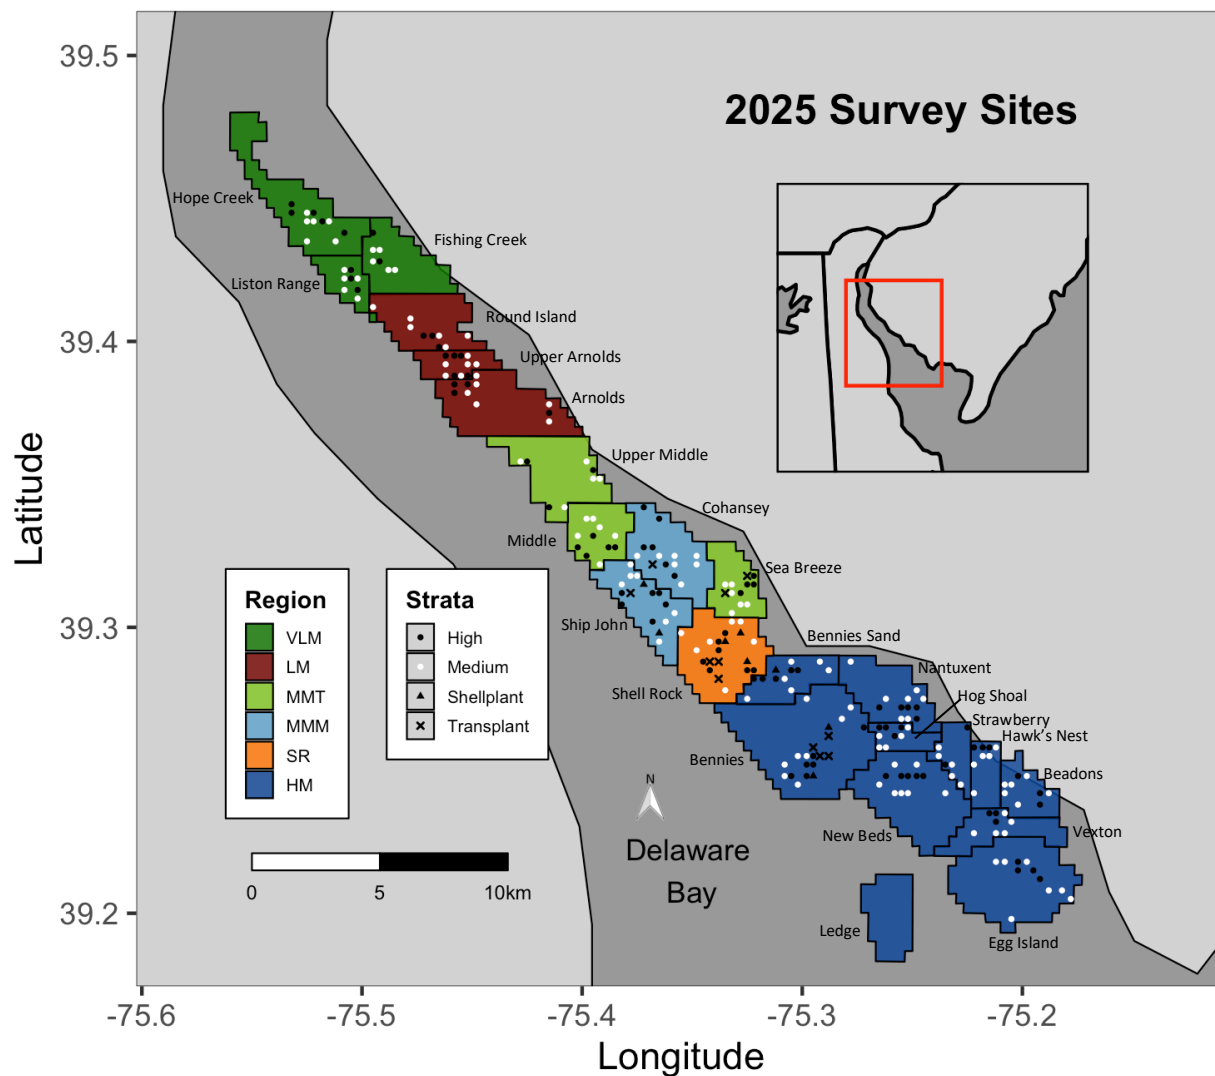 2025 Survey Sites
39.5
39.4
39.3
39.2
Latitude
Hope Creek
Fishing Creek
Liston Range
Round Island
Upper Arnolds
Arnolds
Upper Middle
Cohansey
Middle
Sea Breeze
Ship John
Bennies Sand
Shell Rock
Nantuxent
Hog Shoal
Strawberry
Hawk's Nest
Bennies
Beadons
New Beds
Vexton
Ledge
Egg Island
Region
VLM
LM
MMT
MMM
SR
HM
Strata
High
Medium
Shellplant
Transplant
N
Delaware
Bay
0 5 10km
-75.6 -75.5 -75.4 -75.3 -75.2
Longitude